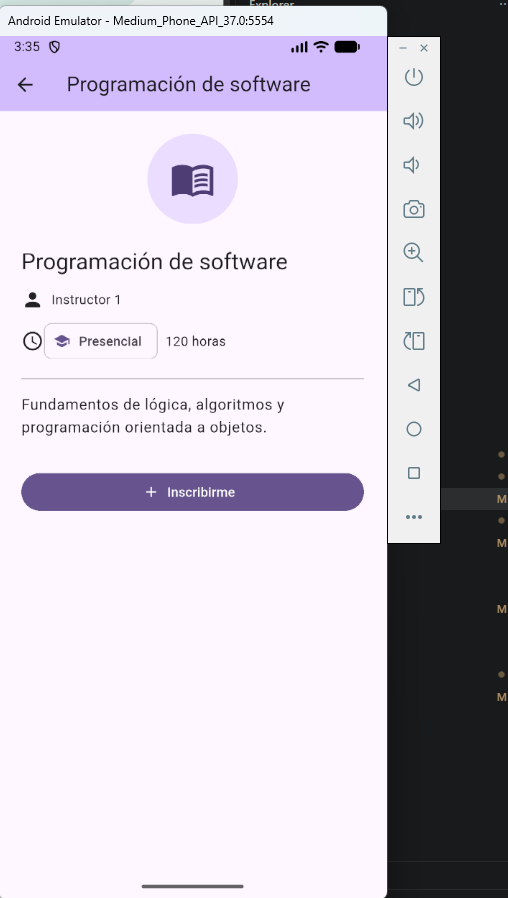 Explorer
Android Emulator - Medium_Phone_API_37.0:5554
3:35
Programación de software
Programación de software
Instructor 1
Presencial 120 horas
Fundamentos de lógica, algoritmos y
programación orientada a objetos.
+ Inscribirme
M
M
M
M